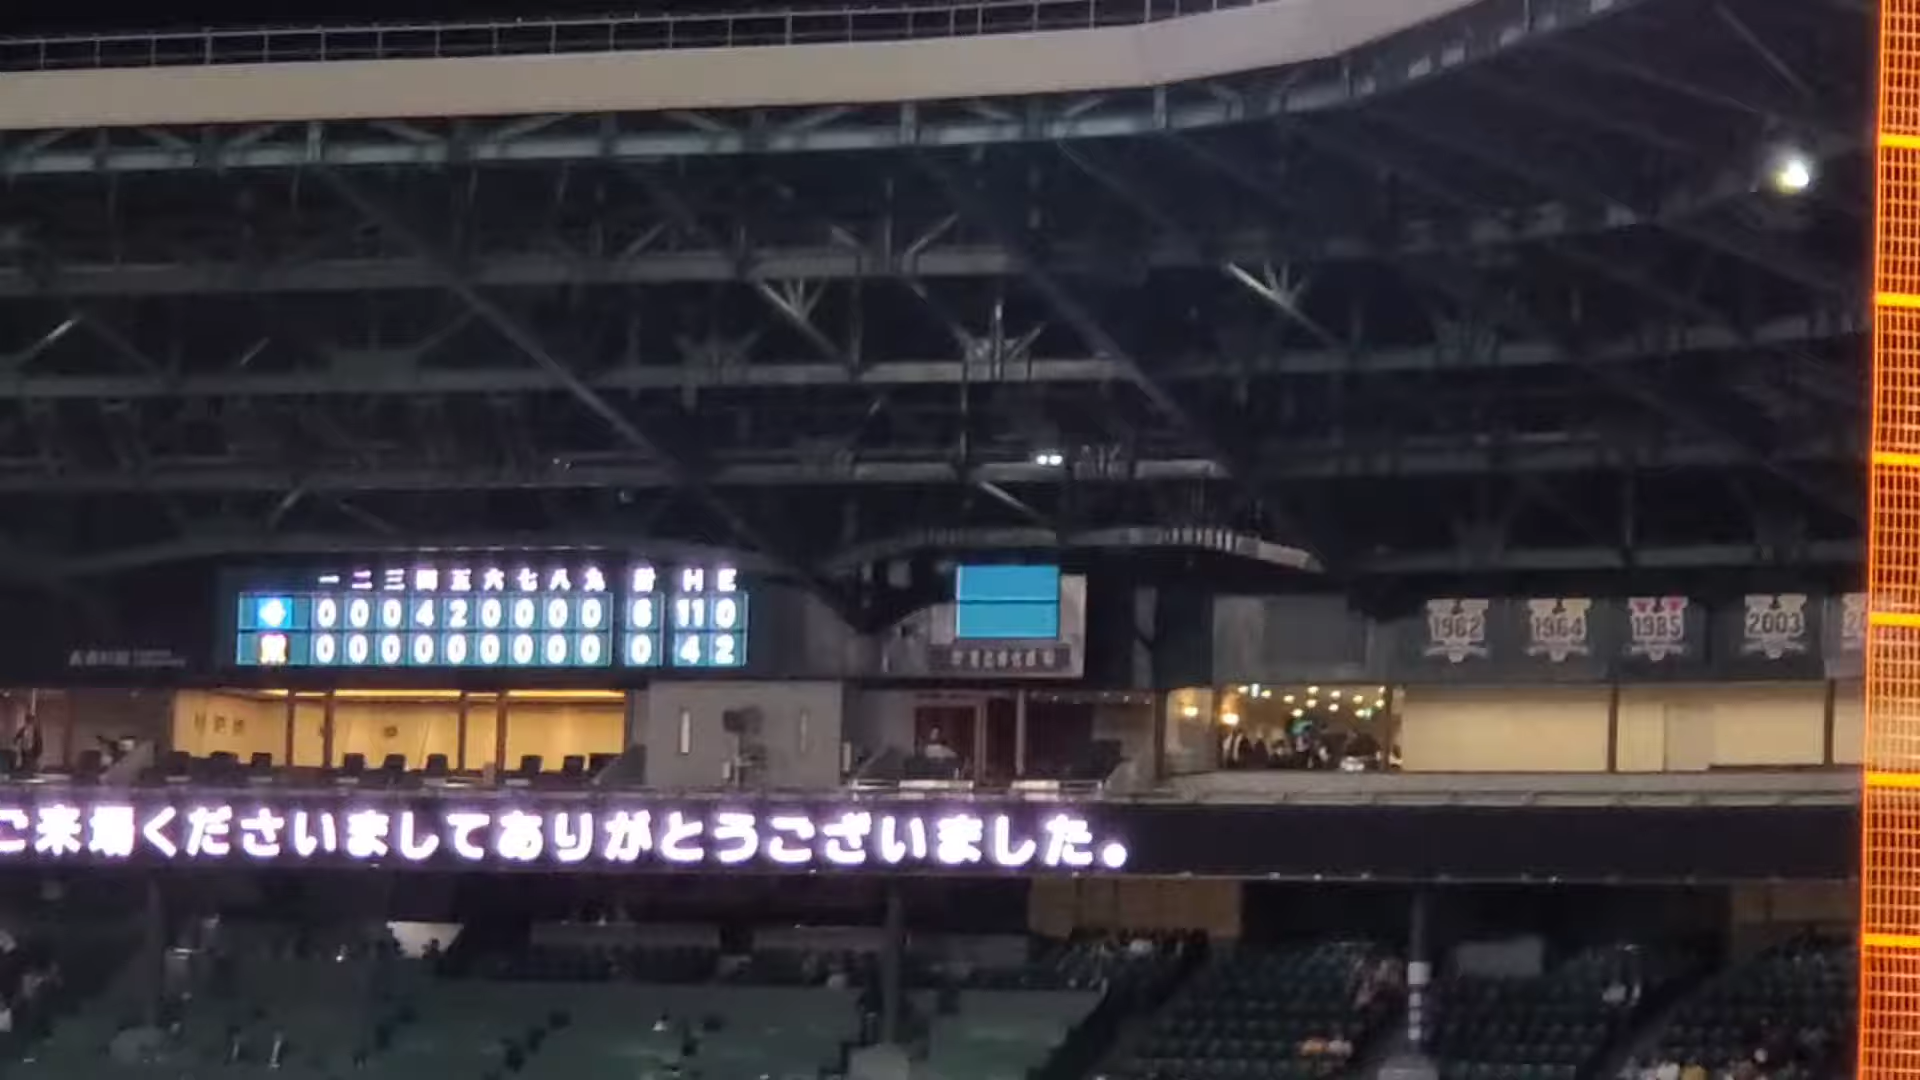 一 二 三 四 五 六 七 八 九 計 H E
中 0 0 0 4 2 0 0 0 0 6 11 0
0 0 0 0 0 0 0 0 0 0 4 2
1962 1964 1985 2003
ご来場くださいましてありがとうございました。